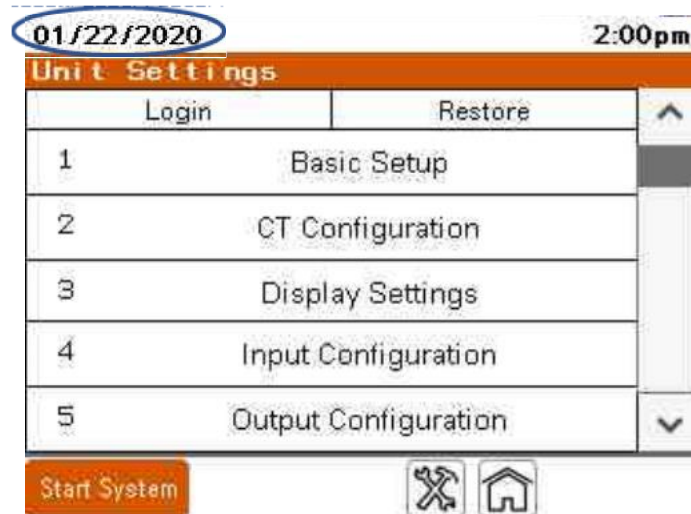 01/22/2020 2:00pm
Unit Settings
Login Restore
1 Basic Setup
2 CT Configuration
3 Display Settings
4 Input Configuration
5 Output Configuration
Start System